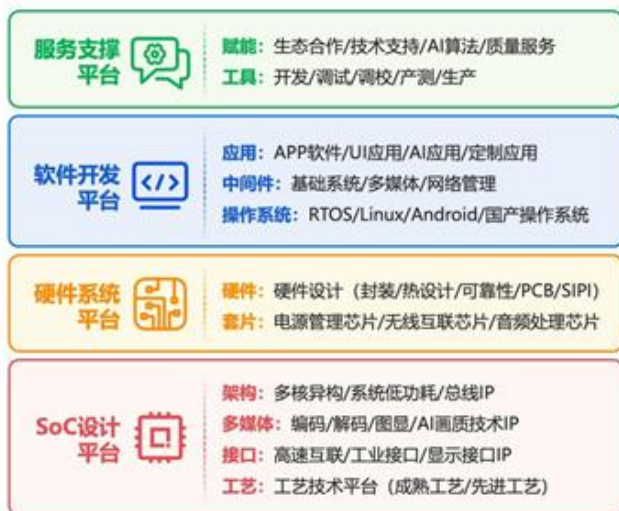 服务支撑
平台
赋能：生态合作/技术支持/AI算法/质量服务
工具：开发/调试/调校/产测/生产
软件开发
平台
应用：APP软件/UI应用/AI应用/定制应用
中间件：基础系统/多媒体/网络管理
操作系统：RTOS/Linux/Android/国产操作系统
硬件系统
平台
硬件：硬件设计（封装/热设计/可靠性/PCB/SIPI）
套片：电源管理芯片/无线互联芯片/音频处理芯片
SoC设计
平台
架构：多核异构/系统低功耗/总线IP
多媒体：编码/解码/图显/AI画质技术IP
接口：高速互联/工业接口/显示接口IP
工艺：工艺技术平台（成熟工艺/先进工艺）